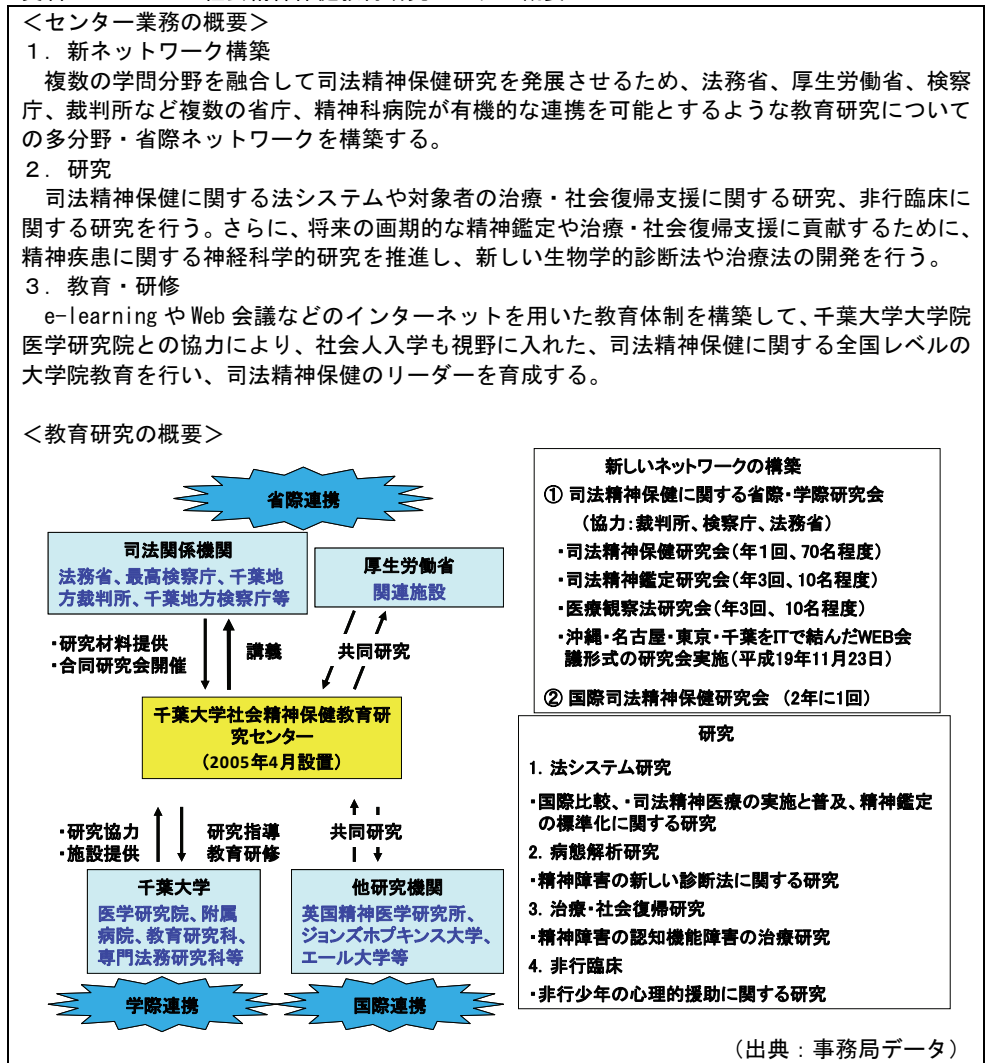 <センター業務の概要>
1．新ネットワーク構築
複数の学問分野を融合して司法精神保健研究を発展させるため、法務省、厚生労働省、検察
庁、裁判所など複数の省庁、精神科病院が有機的な連携を可能とするような教育研究について
の多分野・省際ネットワークを構築する。
2．研究
司法精神保健に関する法システムや対象者の治療・社会復帰支援に関する研究、非行臨床に
関する研究を行う。さらに、将来の画期的な精神鑑定や治療・社会復帰支援に貢献するために、
精神疾患に関する神経科学的研究を推進し、新しい生物学的診断法や治療法の開発を行う。
3．教育・研修
e-learning や Web 会議などのインターネットを用いた教育体制を構築して、千葉大学大学院
医学研究院との協力により、社会人入学も視野に入れた、司法精神保健に関する全国レベルの
大学院教育を行い、司法精神保健のリーダーを育成する。
<教育研究の概要>
省際連携
司法関係機関
法務省、最高検察庁、千葉地
方裁判所、千葉地方検察庁等
厚生労働省
関連施設
・研究材料提供
・合同研究会開催
講義
共同研究
千葉大学社会精神保健教育研
究センター
（2005年4月設置）
・研究協力
・施設提供
研究指導
教育研修
共同研究
千葉大学
医学研究院、附属
病院、教育研究科、
専門法務研究科等
他研究機関
英国精神医学研究所、
ジョンズホプキンス大学、
エール大学等
学際連携
国際連携
新しいネットワークの構築
① 司法精神保健に関する省際・学際研究会
（協力：裁判所、検察庁、法務省）
・司法精神保健研究会（年1回、70名程度）
・司法精神鑑定研究会（年3回、10名程度）
・医療観察法研究会（年3回、10名程度）
・沖縄・名古屋・東京・千葉をITで結んだWEB会
議形式の研究会実施（平成19年11月23日）
② 国際司法精神保健研究会 （2年に1回）
研究
1. 法システム研究
・国際比較、・司法精神医療の実施と普及、精神鑑定
の標準化に関する研究
2. 病態解析研究
・精神障害の新しい診断法に関する研究
3. 治療・社会復帰研究
・精神障害の認知機能障害の治療研究
4. 非行臨床
・非行少年の心理的援助に関する研究
（出典：事務局データ）